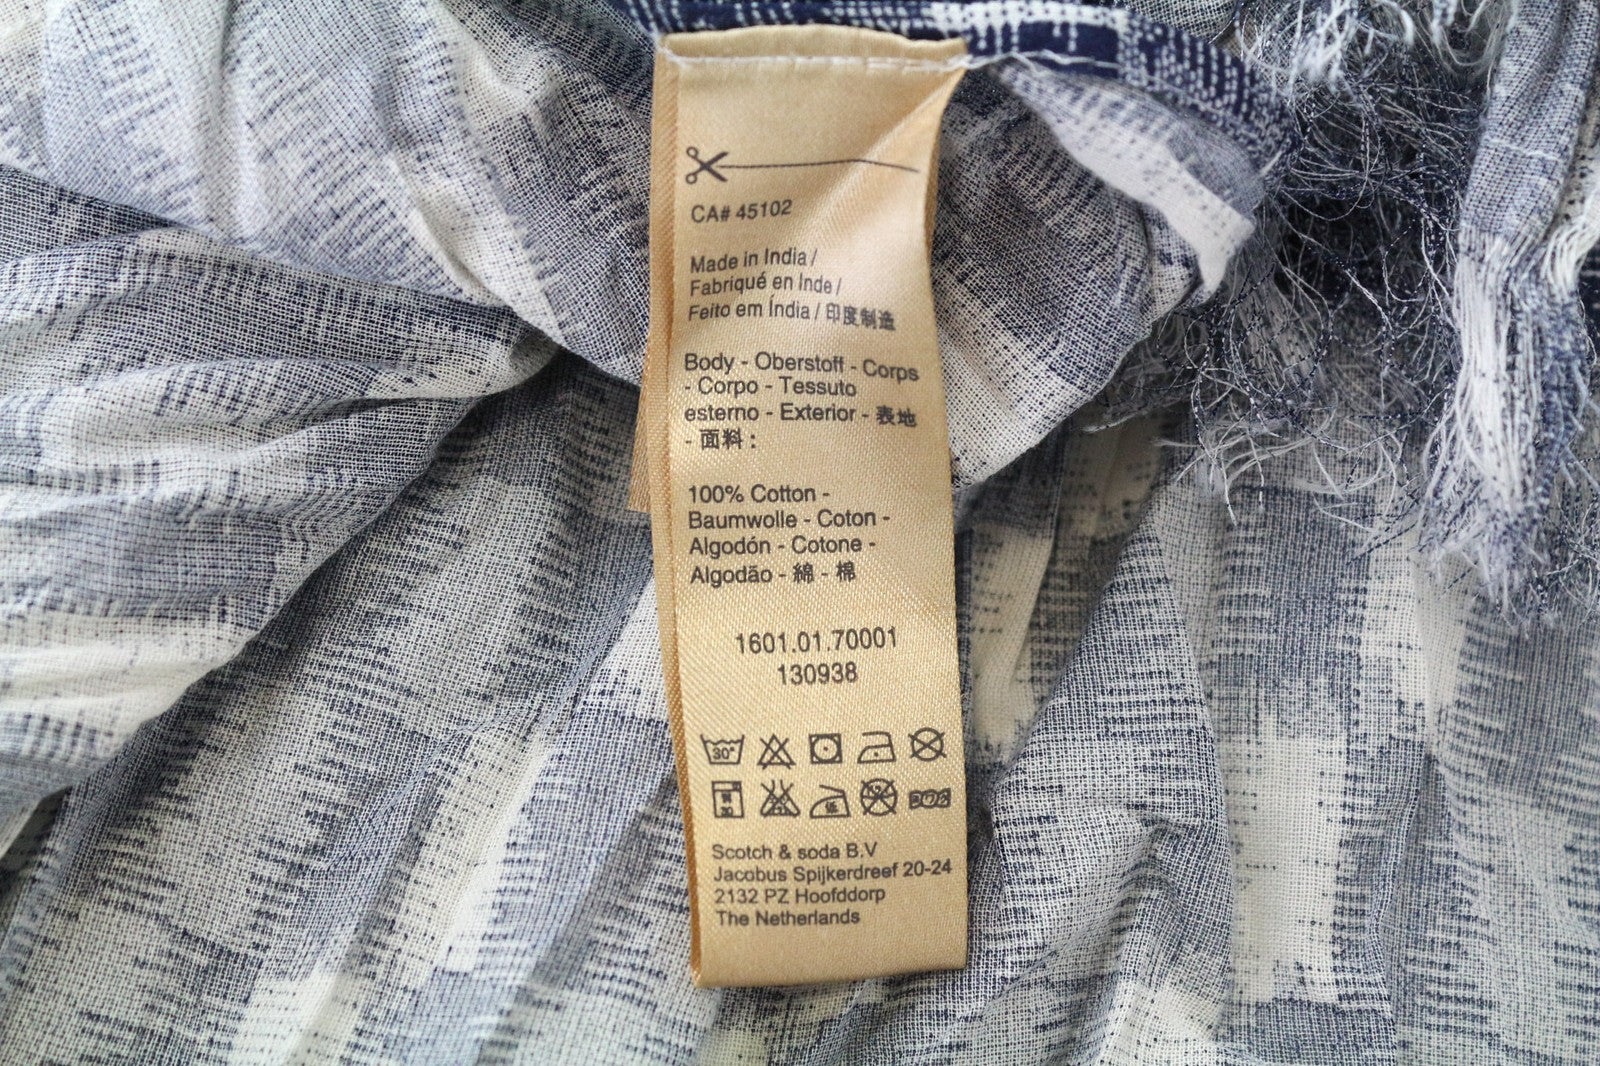 CA# 45102
Made in India /
Fabriqué en Inde /
Feito em Índia / 印度制造
Body - Oberstoff - Corps
- Corpo - Tessuto
esterno - Exterior - 表地
- 面料 :
100% Cotton -
Baumwolle - Coton -
Algodón - Cotone -
Algodão - 綿 - 棉
1601.01.70001
130938
30°
Scotch & soda B.V
Jacobus Spijkerdreef 20-24
2132 PZ Hoofddorp
The Netherlands